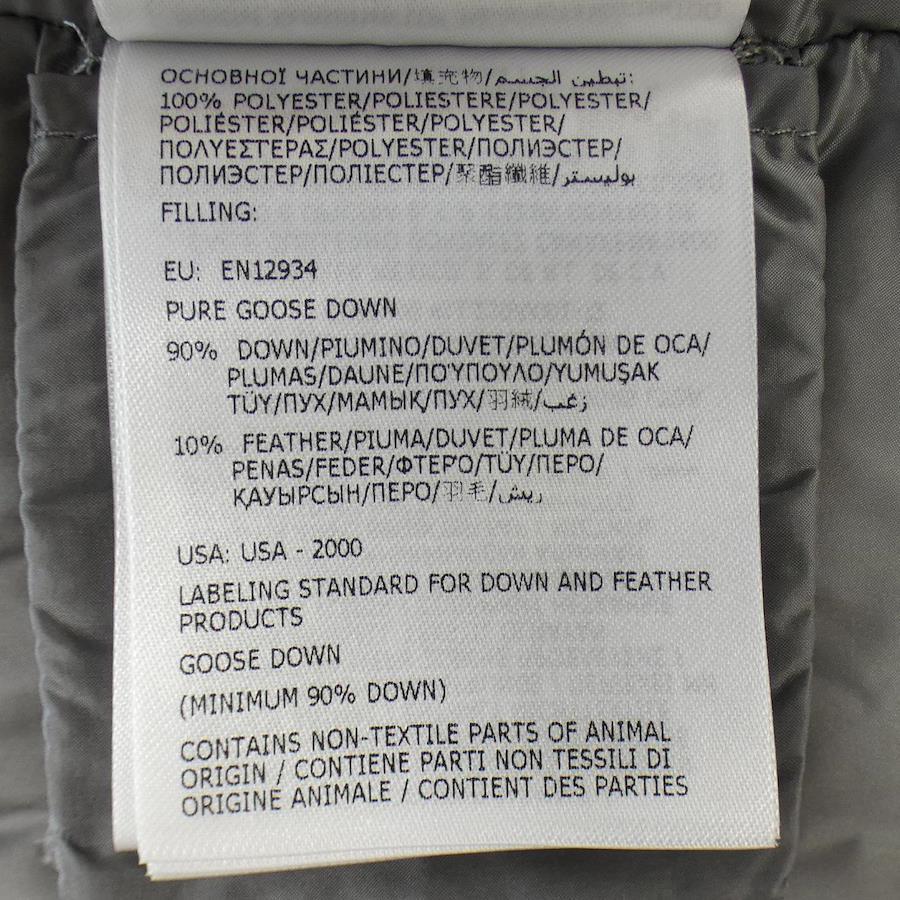 ОСНОВНОЇ ЧАСТИНИ/填充物/تبطين الجسم:
100% POLYESTER/POLIESTERE/POLYESTER/
POLIÉSTER/POLIÉSTER/POLYESTER/
ΠΟΛΥΕΣΤΕΡΑΣ/POLYESTER/ПОЛИЭСТЕР/
ПОЛИЭСТЕР/ПОЛІЕСТЕР/聚酯纖維/بوليستر
FILLING:
EU: EN12934
PURE GOOSE DOWN
90% DOWN/PIUMINO/DUVET/PLUMÓN DE OCA/
PLUMAS/DAUNE/ΠΟΎΠΟΥΛΟ/YUMUŞAK
TÜY/ПУХ/МАМЫҚ/ПУХ/羽絨/زغب
10% FEATHER/PIUMA/DUVET/PLUMA DE OCA/
PENAS/FEDER/ΦΤΕΡΌ/TÜY/ПЕРО/
ҚАУЫРСЫН/ПЕРО/羽毛/ريش
USA: USA - 2000
LABELING STANDARD FOR DOWN AND FEATHER
PRODUCTS
GOOSE DOWN
(MINIMUM 90% DOWN)
CONTAINS NON-TEXTILE PARTS OF ANIMAL
ORIGIN / CONTIENE PARTI NON TESSILI DI
ORIGINE ANIMALE / CONTIENT DES PARTIES